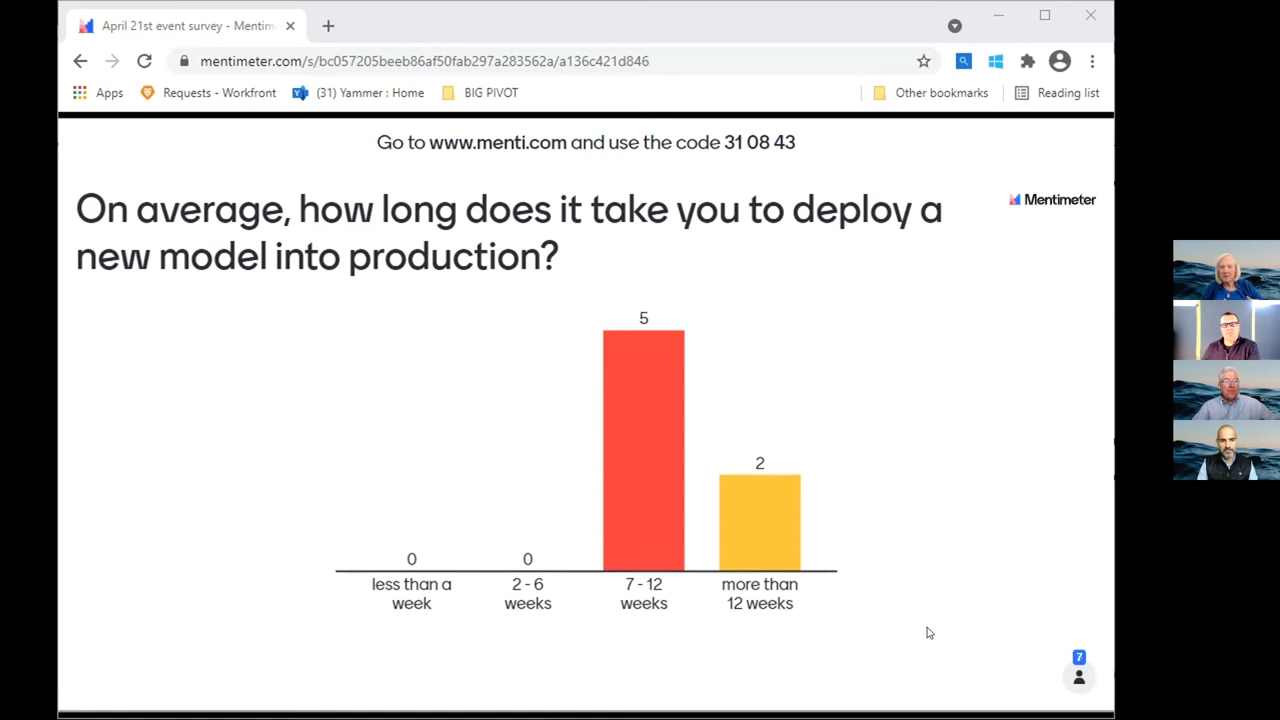 April 21st event survey - Mentim
mentimeter.com/s/bc057205beeb86af50fab297a283562a/a136c421d846
Apps
Requests - Workfront
(31) Yammer : Home
BIG PIVOT
Other bookmarks
Reading list
Go to www.menti.com and use the code 31 08 43
On average, how long does it take you to deploy a
new model into production?
Mentimeter
5
2
0
0
less than a
week
2 - 6
weeks
7 - 12
weeks
more than
12 weeks
7